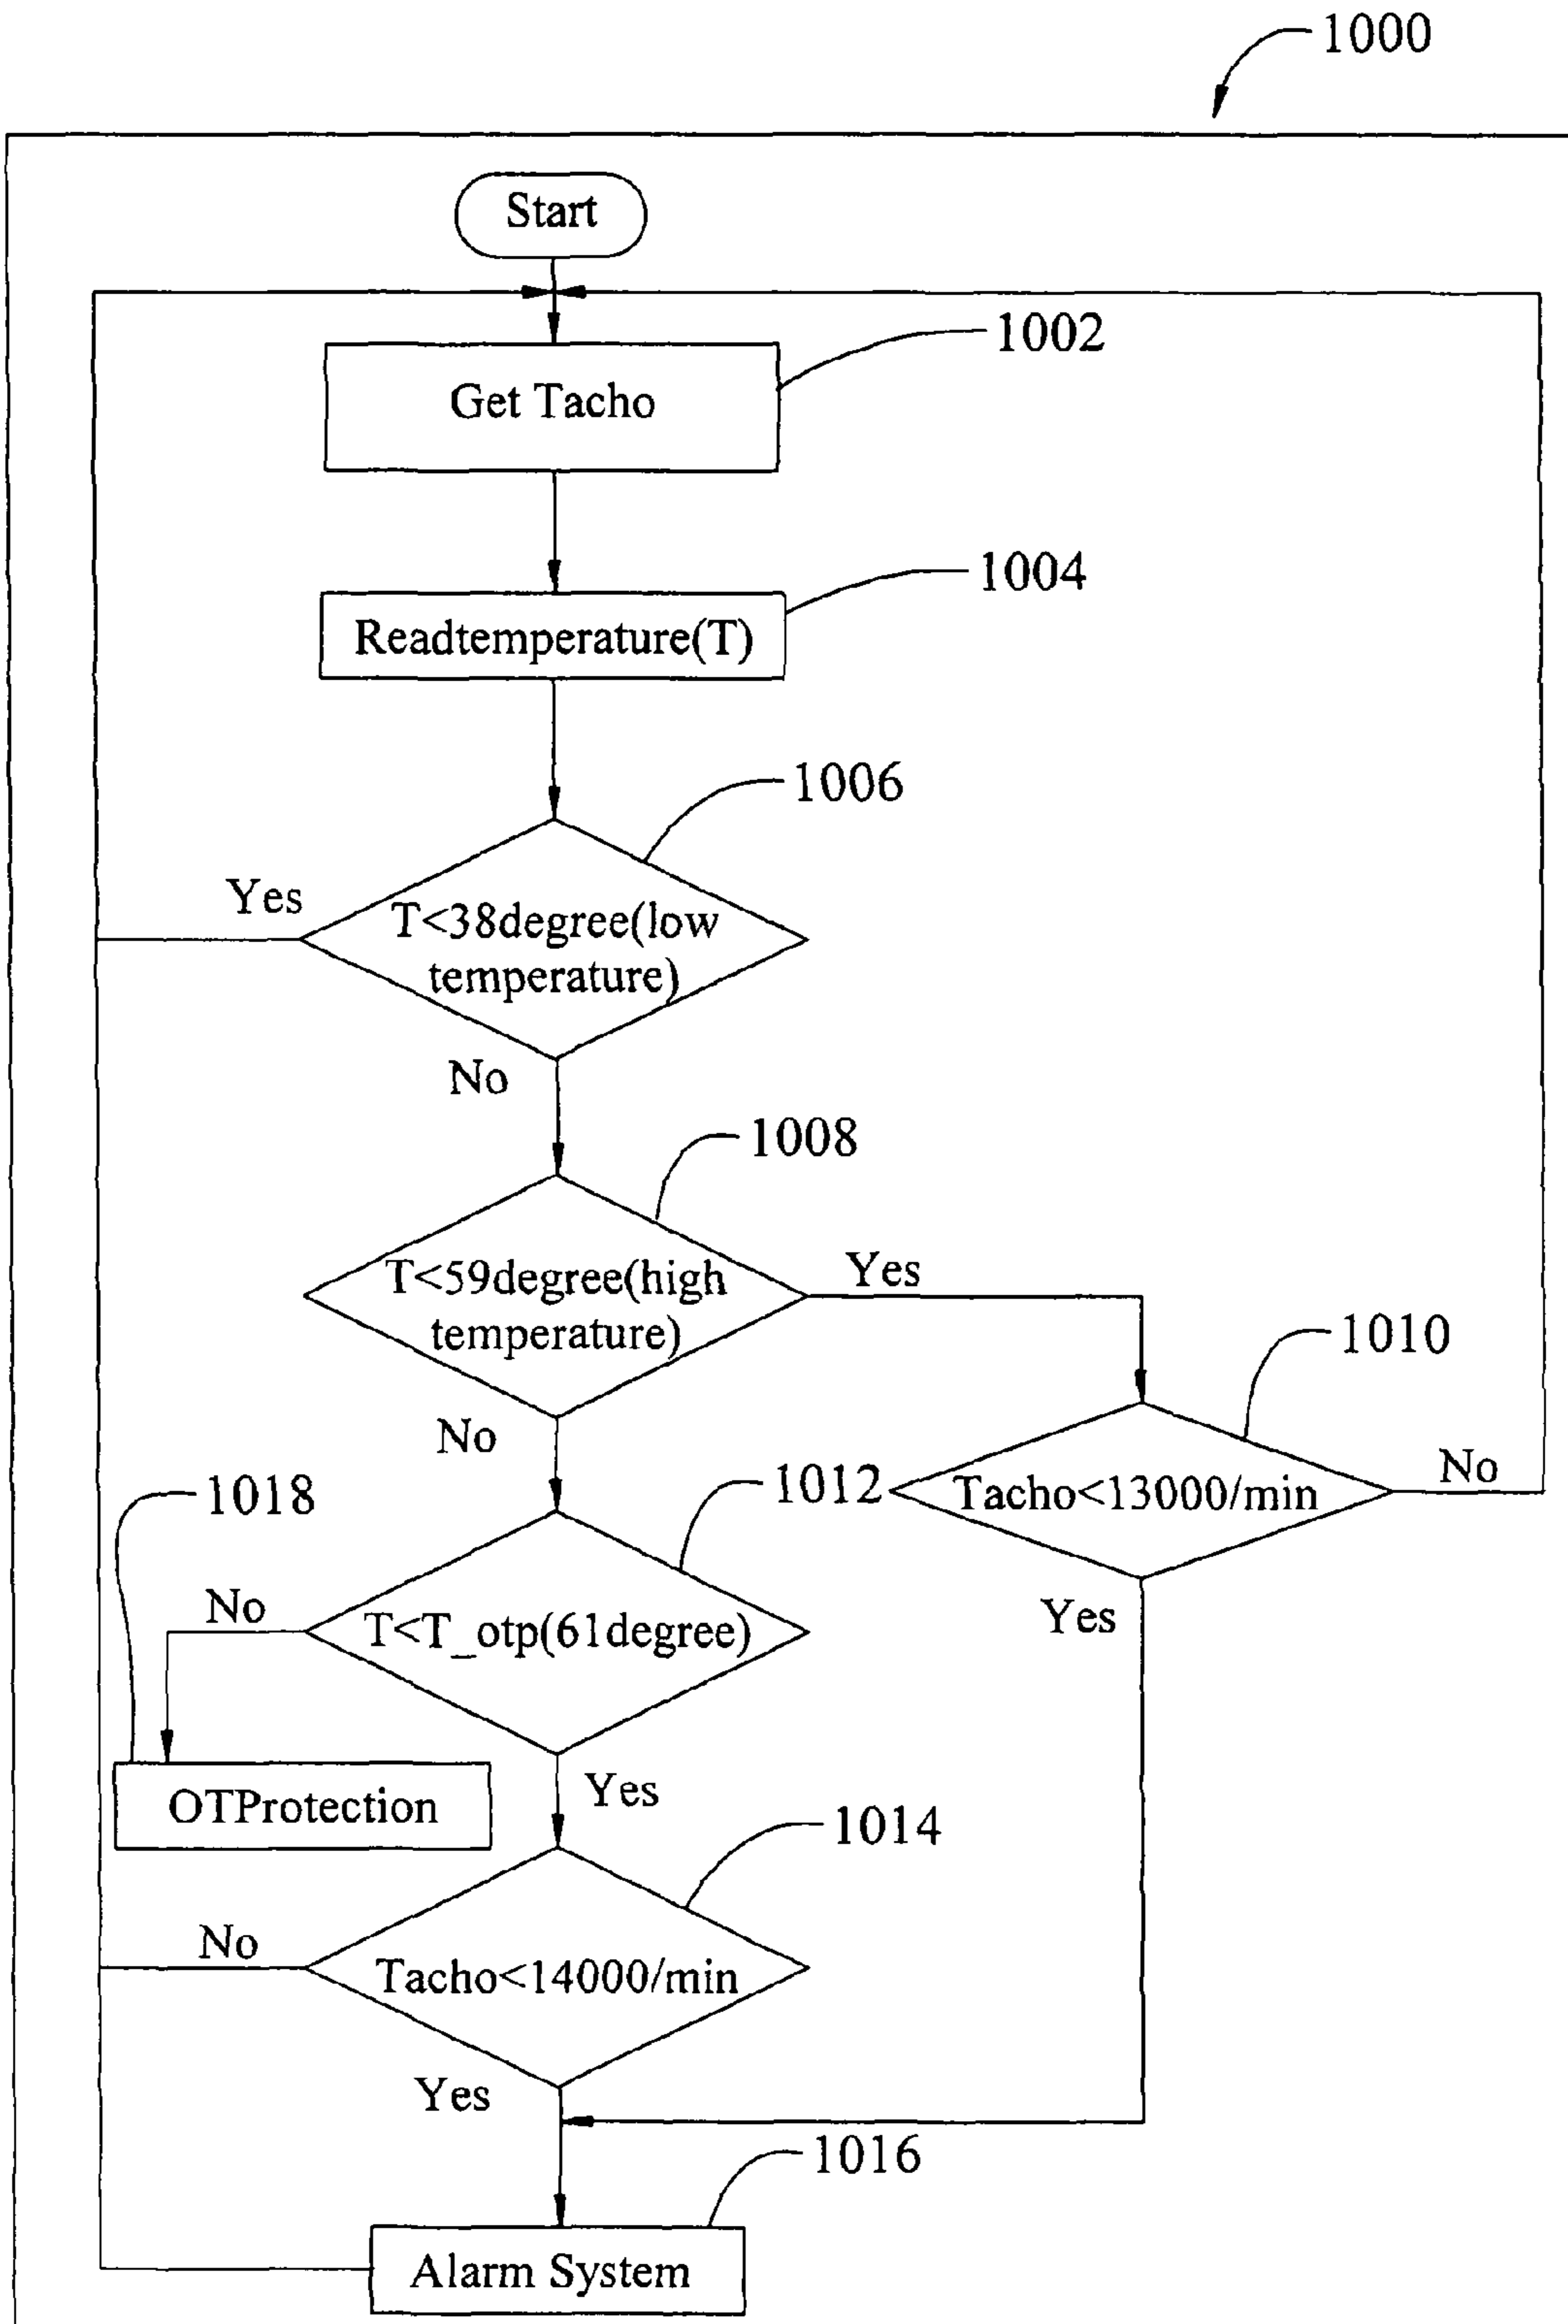 1000
Start
1002
Get Tacho
1004
Readtemperature(T)
1006
Yes
T<38degree(low
temperature)
No
1008
T<59degree(high
temperature)
Yes
1010
No
1018
1012
Tacho<13000/min
No
No
T<T_otp(61degree)
Yes
OTProtection
Yes
1014
No
Tacho<14000/min
Yes
1016
Alarm System